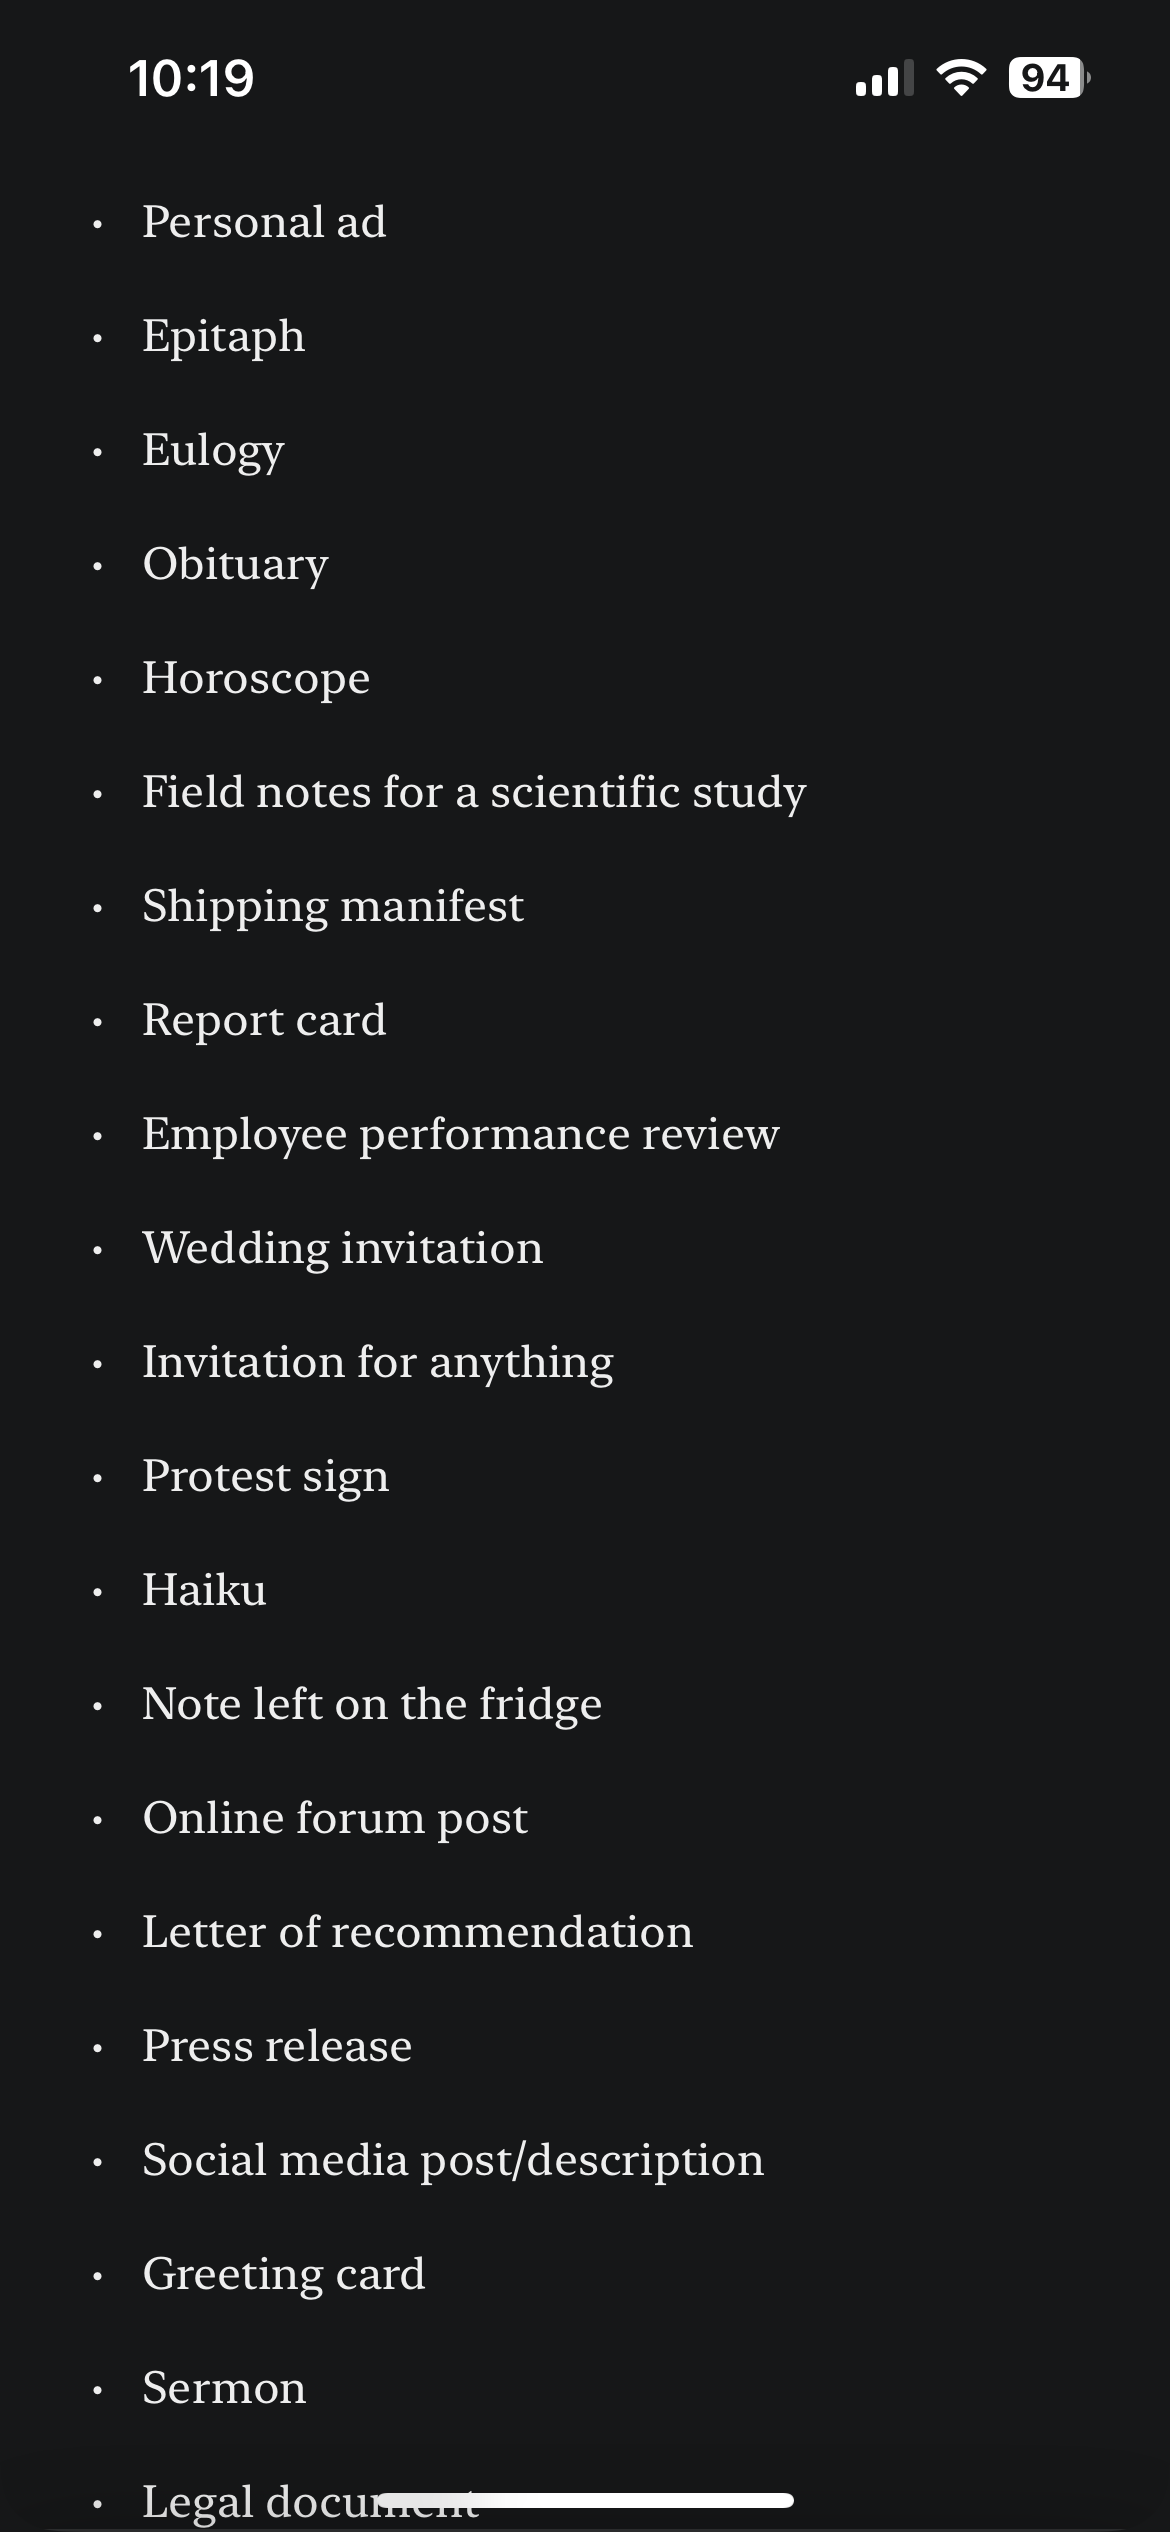 10:19
94
• Personal ad
• Epitaph
• Eulogy
• Obituary
• Horoscope
• Field notes for a scientific study
• Shipping manifest
• Report card
• Employee performance review
• Wedding invitation
• Invitation for anything
• Protest sign
• Haiku
• Note left on the fridge
• Online forum post
• Letter of recommendation
• Press release
• Social media post/description
• Greeting card
• Sermon
• Legal document